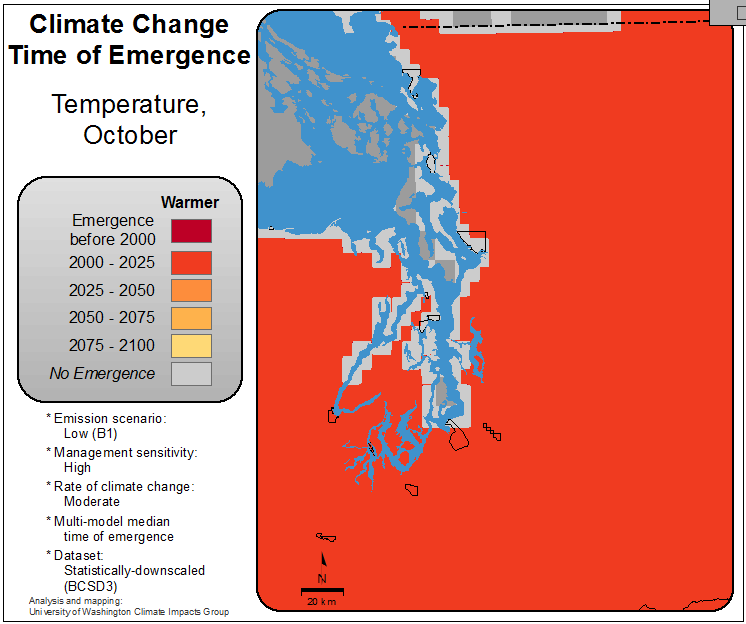 Climate Change
Time of Emergence
Temperature,
October
Warmer
Emergence
before 2000
2000 - 2025
2025 - 2050
2050 - 2075
2075 - 2100
No Emergence
* Emission scenario:
Low (B1)
* Management sensitivity:
High
* Rate of climate change:
Moderate
* Multi-model median
time of emergence
* Dataset:
Statistically-downscaled
(BCSD3)
Analysis and mapping:
University of Washington Climate Impacts Group
N
20 km